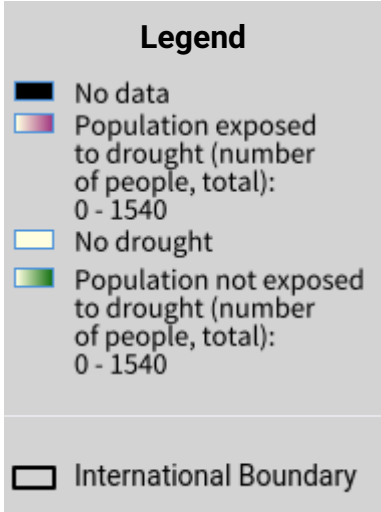 Legend
No data
Population exposed
to drought (number
of people, total):
0 - 1540
No drought
Population not exposed
to drought (number
of people, total):
0 - 1540
International Boundary